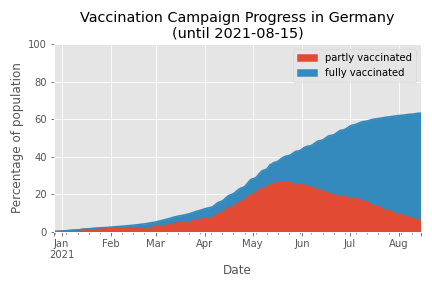 Vaccination Campaign Progress in Germany
(until 2021-08-15)
partly vaccinated
fully vaccinated
Percentage of population
100
80
60
40
20
0
Jan Feb Mar Apr May Jun Jul Aug
2021
Date